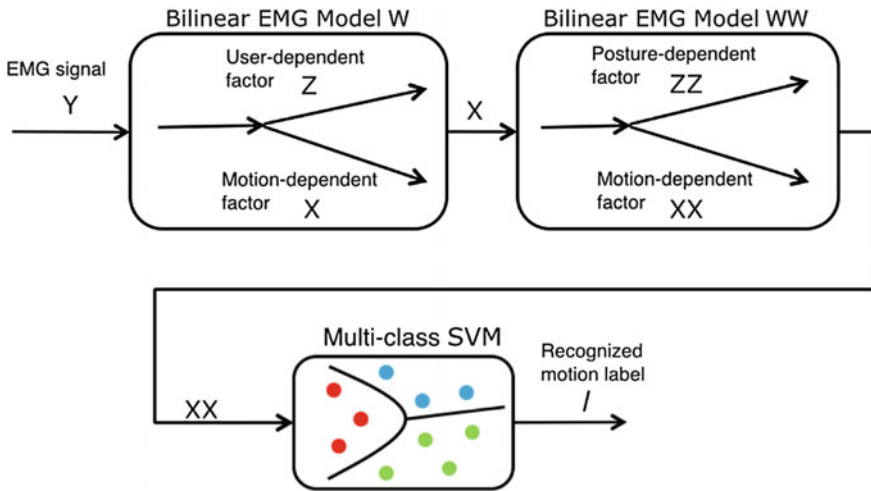 Bilinear EMG Model W
Bilinear EMG Model WW
EMG signal
Y
User-dependent
factor
Z
Motion-dependent
factor
X
X
Posture-dependent
factor
ZZ
Motion-dependent
factor
XX
Multi-class SVM
XX
Recognized
motion label
l